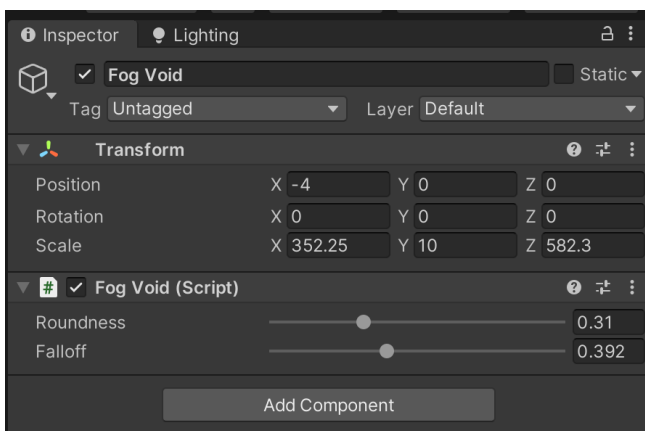 Inspector Lighting
Fog Void Static
Tag Untagged Layer Default
Transform
Position X -4 Y 0 Z 0
Rotation X 0 Y 0 Z 0
Scale X 352.25 Y 10 Z 582.3
# Fog Void (Script)
Roundness 0.31
Falloff 0.392
Add Component